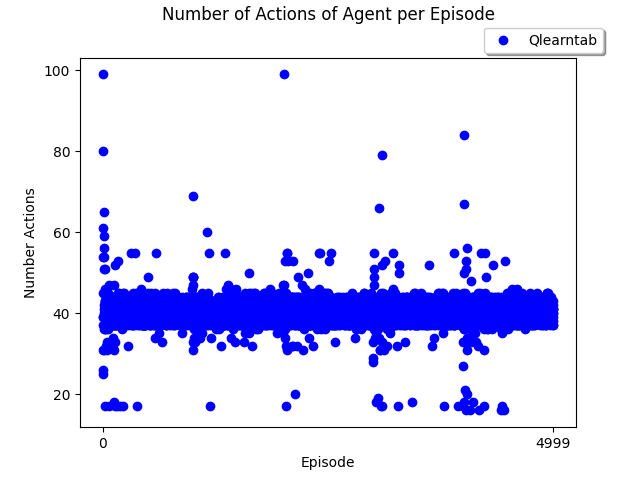 Number of Actions of Agent per Episode
Qlearntab
100
80
60
40
20
Number Actions
0
4999
Episode